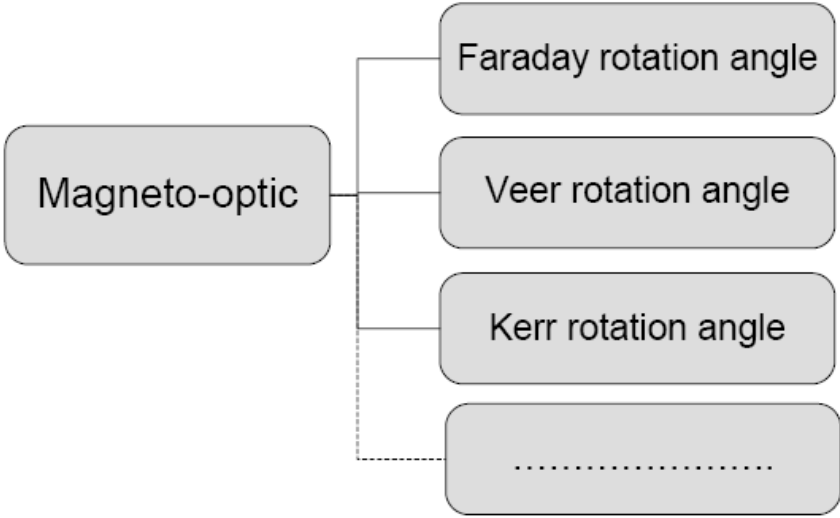 Faraday rotation angle
Magneto-optic
Veer rotation angle
Kerr rotation angle
......................